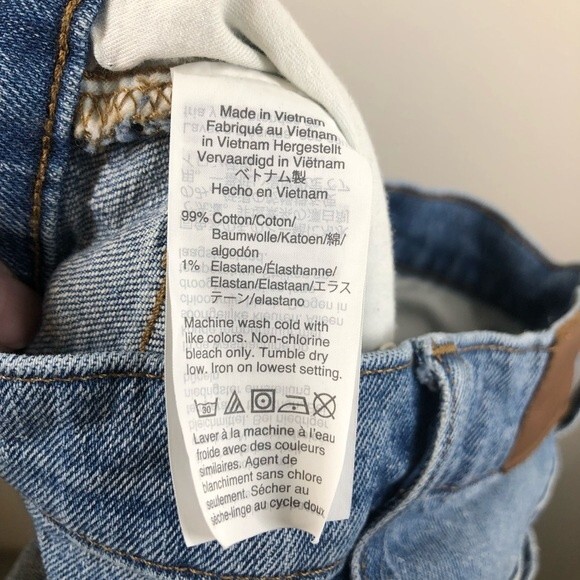 Made in Vietnam
Fabriqué au Vietnam
in Vietnam Hergestellt
Vervaardigd in Viëtnam
ベトナム製
Hecho en Vietnam
99% Cotton/Coton/
Baumwolle/Katoen/綿/
algodón
1% Elastane/Élasthanne/
Elastan/Elastaan/エラス
テーン/elastano
Machine wash cold with
like colors. Non-chlorine
bleach only. Tumble dry
low. Iron on lowest setting.
Laver à la machine à l'eau
froide avec des couleurs
similaires. Agent de
blanchiment sans chlore
seulement. Sécher au
sèche-linge au cycle doux.